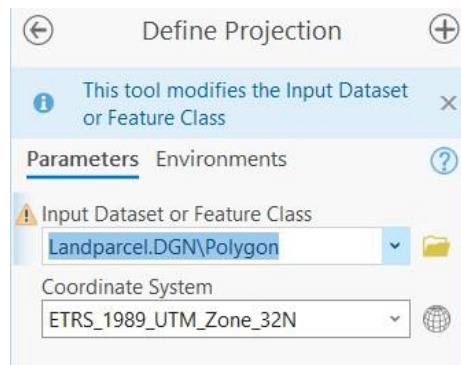 Define Projection
This tool modifies the Input Dataset
or Feature Class
Parameters Environments
Input Dataset or Feature Class
Landparcel.DGN\Polygon
Coordinate System
ETRS_1989_UTM_Zone_32N